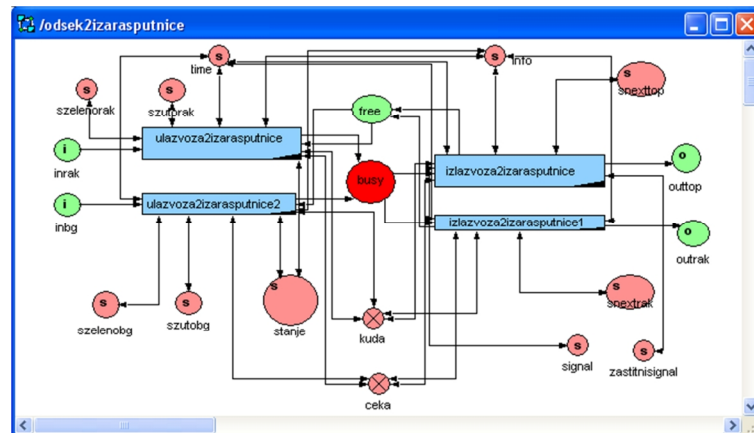 /odsek2izarasputnice
s
s
time
Info
s
szelenorak
s
szutprak
s
snexttop
free
ulazvoza2izarasputnice
i
inrak
izlazvoza2izarasputnice
o
outtop
busy
ulazvoza2izarasputnice2
i
inbg
izlazvoza2izarasputnice1
o
outrak
s
szelenobg
s
szutobg
s
stanje
s
snextrak
kuda
s
signal
s
zastitnisignal
ceka